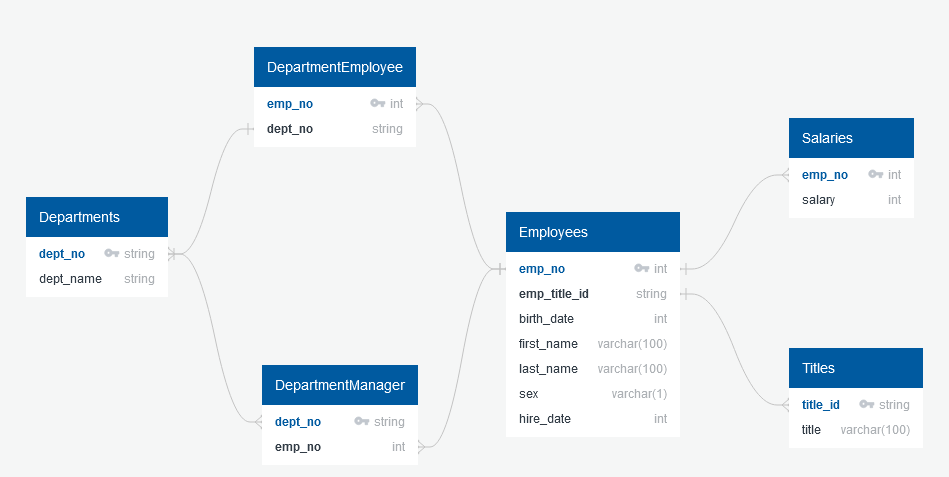 DepartmentEmployee
emp_no int
dept_no string
Departments
dept_no string
dept_name string
DepartmentManager
dept_no string
emp_no int
Employees
emp_no int
emp_title_id string
birth_date int
first_name varchar(100)
last_name varchar(100)
sex varchar(1)
hire_date int
Salaries
emp_no int
salary int
Titles
title_id string
title varchar(100)